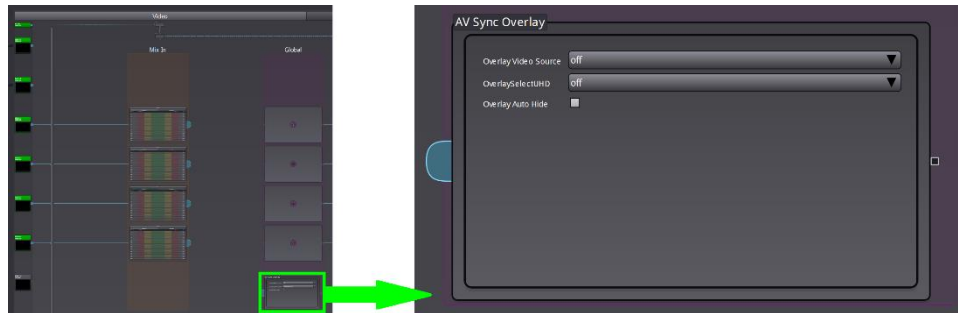 Video
Mix In
Global
AV Sync Overlay
Overlay Video Source off
OverlaySelectUHD off
Overlay Auto Hide